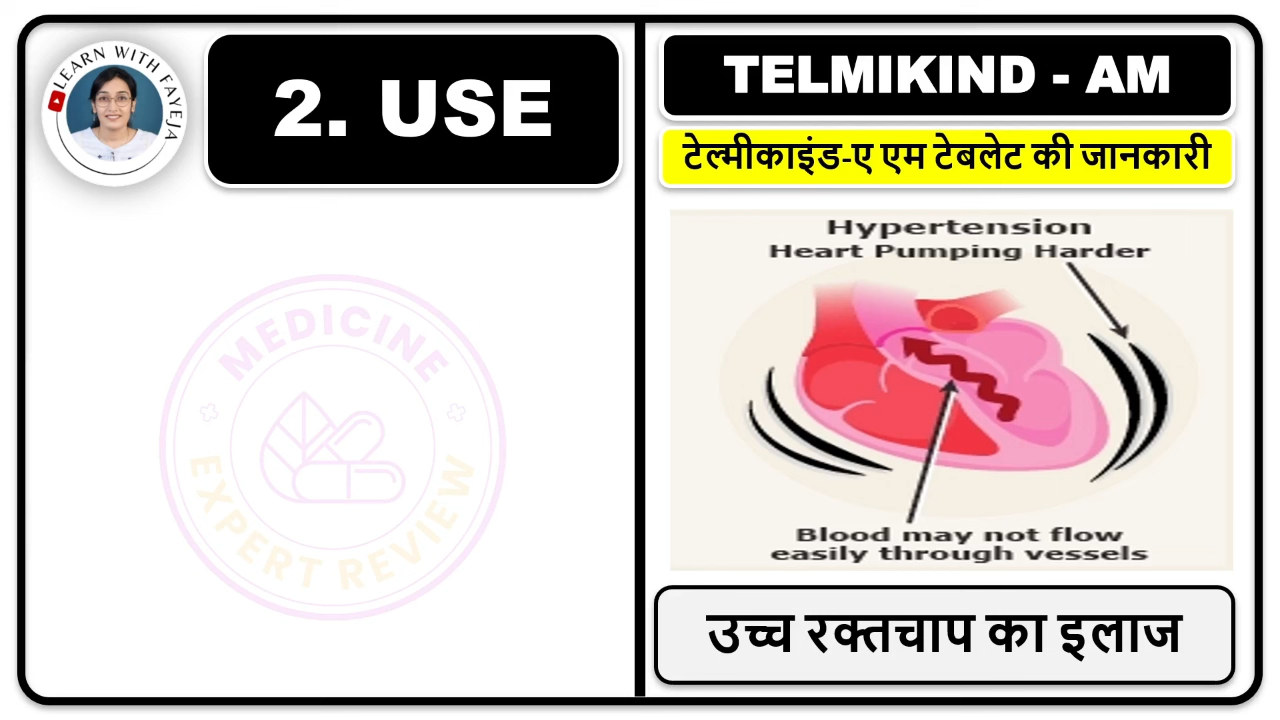 LEARN WITH FAYEJA
2. USE
MEDICINE
EXPERT REVIEW
TELMIKIND - AM
टेल्मीकाइंड-ए एम टेबलेट की जानकारी
Hypertension
Heart Pumping Harder
Blood may not flow
easily through vessels
उच्च रक्तचाप का इलाज